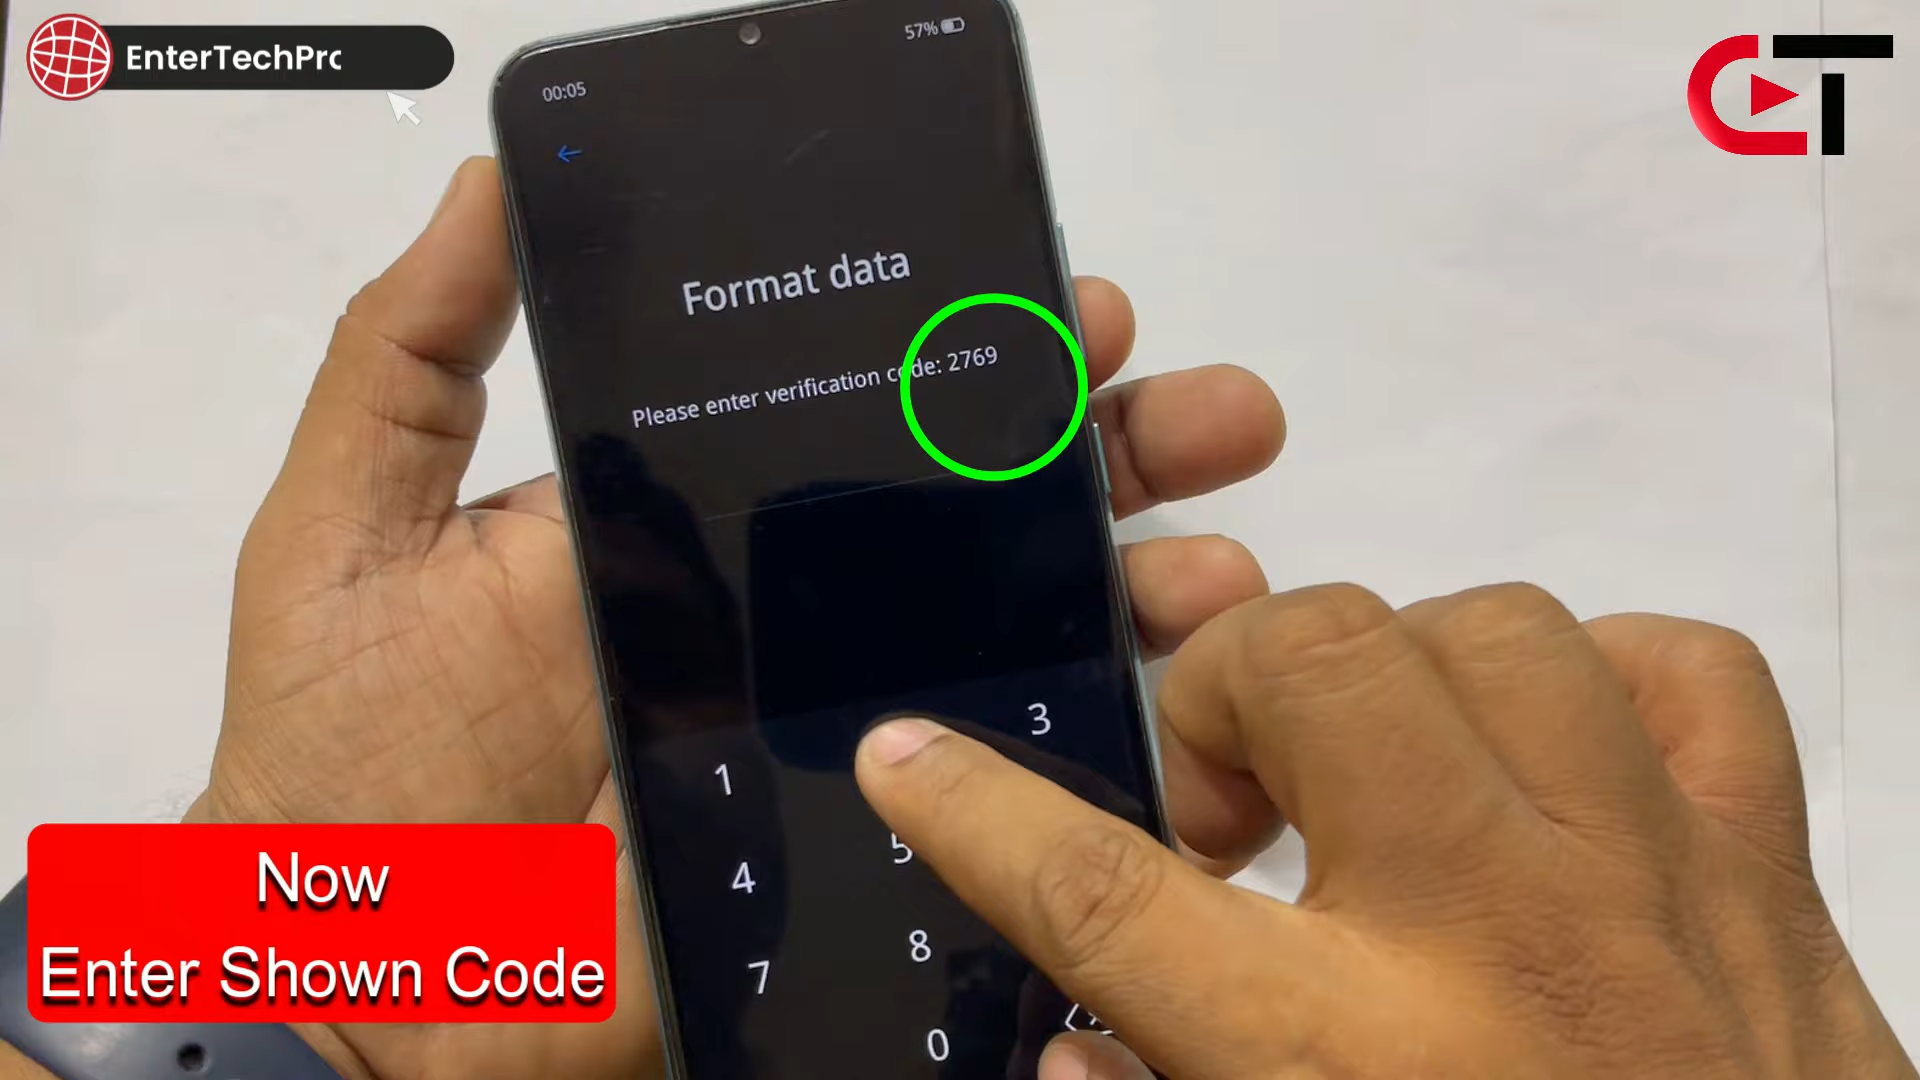 EnterTechPro
57%
00:05
Format data
Please enter verification code: 2769
1
3
4
5
7
8
0
Now
Enter Shown Code